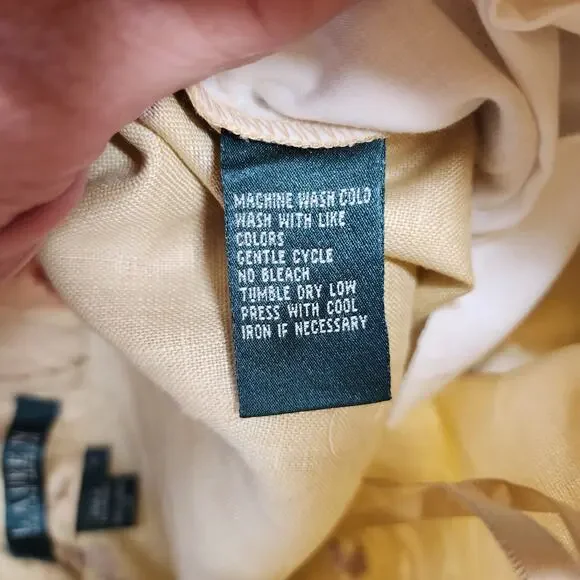 MACHINE WASH COLD
WASH WITH LIKE
COLORS
GENTLE CYCLE
NO BLEACH
TUMBLE DRY LOW
PRESS WITH COOL
IRON IF NECESSARY